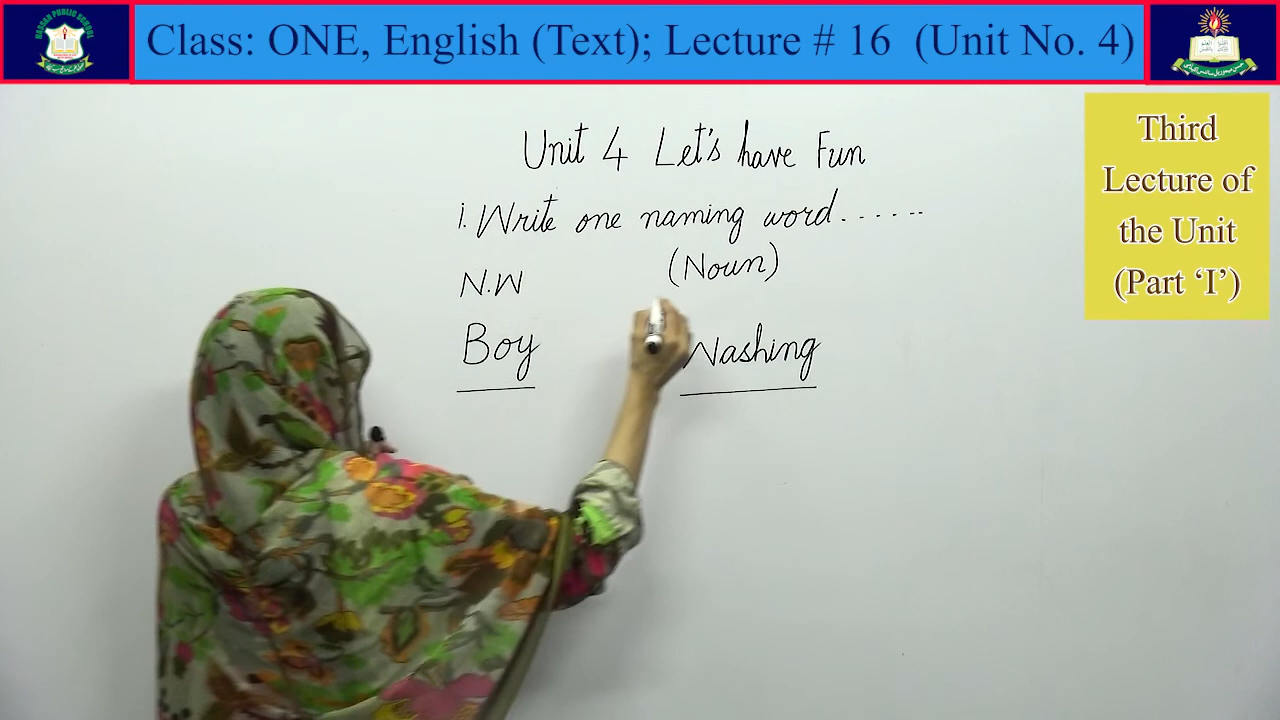 Class: ONE, English (Text); Lecture # 16 (Unit No. 4)
Third
Lecture of
the Unit
(Part ‘I’)
Unit 4 Let's have Fun
i. Write one naming word......
(Noun)
N.W
Boy Washing